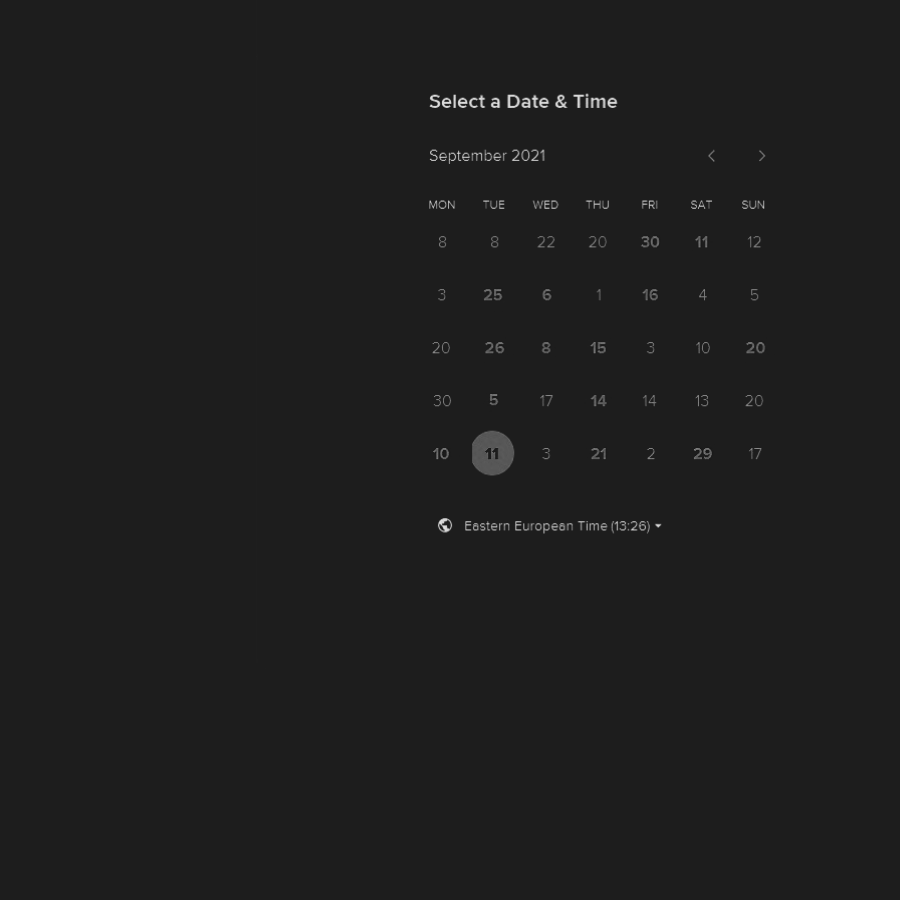 Select a Date & Time
September 2021
MON TUE WED THU FRI SAT SUN
8 8 22 20 30 11 12
3 25 6 1 16 4 5
20 26 8 15 3 10 20
30 5 17 14 14 13 20
10 11 3 21 2 29 17
Eastern European Time (13:26)